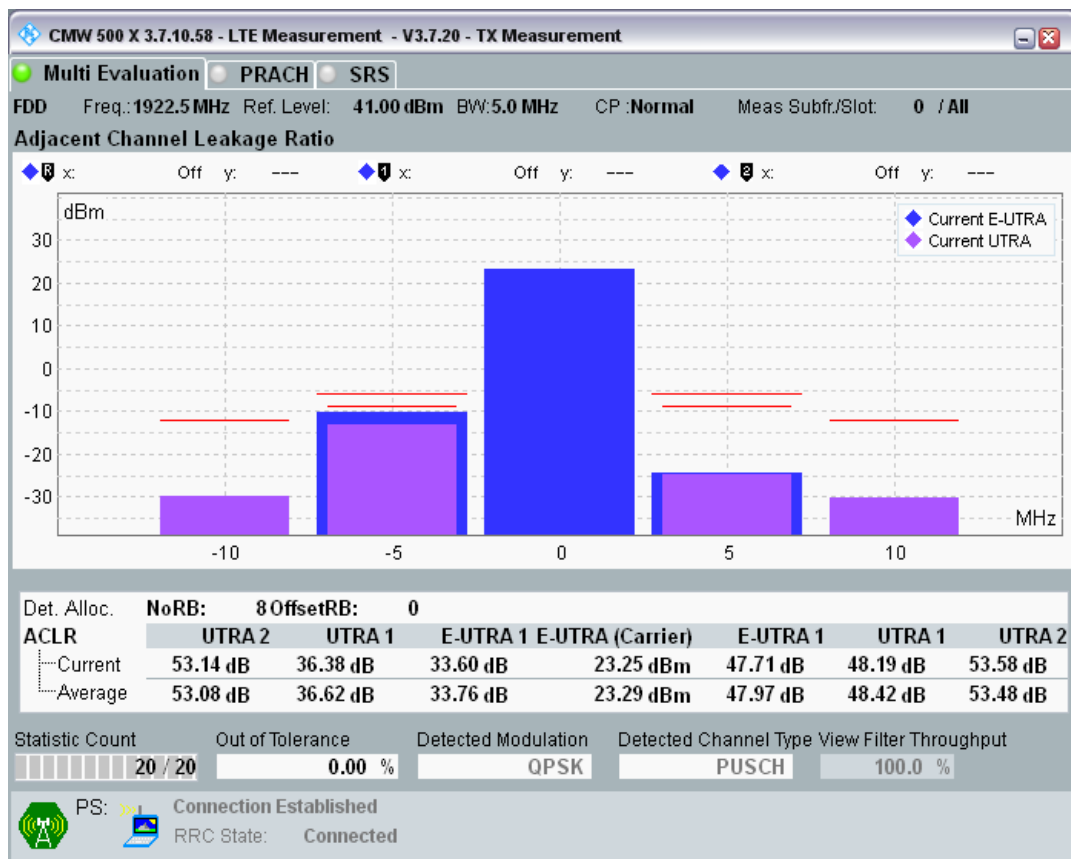 CMW 500 X 3.7.10.58 - LTE Measurement - V3.7.20 - TX Measurement
Multi Evaluation PRACH SRS
FDD Freq.:1922.5 MHz Ref. Level: 41.00 dBm BW:5.0 MHz CP :Normal Meas Subfr./Slot: 0 / All
Adjacent Channel Leakage Ratio
R x: Off y: --- 1 x: Off y: --- 2 x: Off y: ---
dBm
Current E-UTRA
Current UTRA
30
20
10
0
-10
-20
-30
MHz
-10 -5 0 5 10
Det. Alloc. NoRB: 8 OffsetRB: 0
ACLR UTRA 2 UTRA 1 E-UTRA 1 E-UTRA (Carrier) E-UTRA 1 UTRA 1 UTRA 2
Current 53.14 dB 36.38 dB 33.60 dB 23.25 dBm 47.71 dB 48.19 dB 53.58 dB
Average 53.08 dB 36.62 dB 33.76 dB 23.29 dBm 47.97 dB 48.42 dB 53.48 dB
Statistic Count Out of Tolerance Detected Modulation Detected Channel Type View Filter Throughput
20 / 20 0.00 % QPSK PUSCH 100.0 %
PS: Connection Established
RRC State: Connected